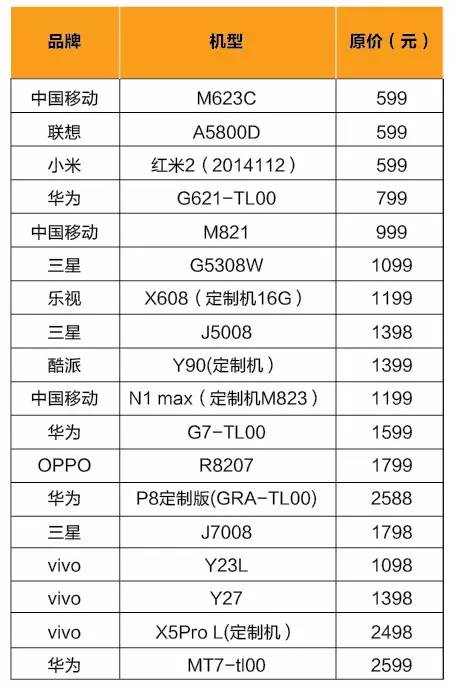 品牌 机型 原价（元）
中国移动 M623C 599
联想 A5800D 599
小米 红米2（2014112） 599
华为 G621-TL00 799
中国移动 M821 999
三星 G5308W 1099
乐视 X608（定制机16G） 1199
三星 J5008 1398
酷派 Y90(定制机） 1399
中国移动 N1 max（定制机M823） 1199
华为 G7-TL00 1599
OPPO R8207 1799
华为 P8定制版(GRA-TL00) 2588
三星 J7008 1798
vivo Y23L 1098
vivo Y27 1398
vivo X5Pro L(定制机） 2498
华为 MT7-tl00 2599